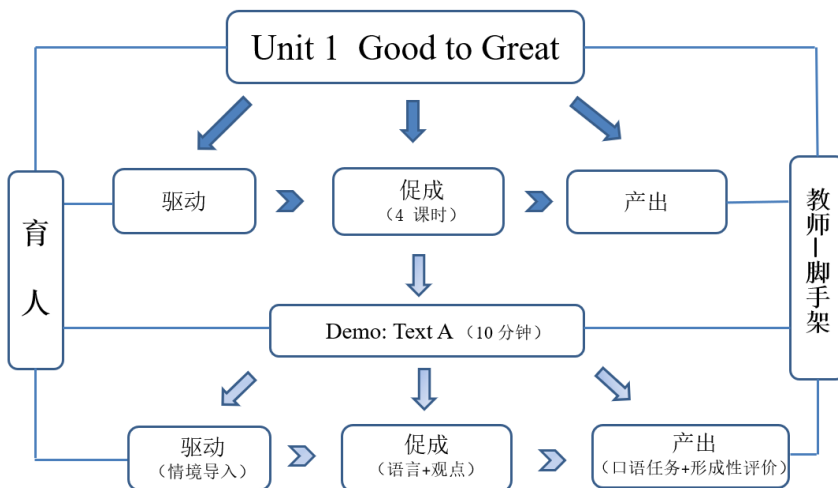 Unit 1 Good to Great
驱动
促成
（4 课时）
产出
育
人
教师—脚手架
Demo: Text A（10 分钟）
驱动
（情境导入）
促成
（语言+观点）
产出
（口语任务+形成性评价）